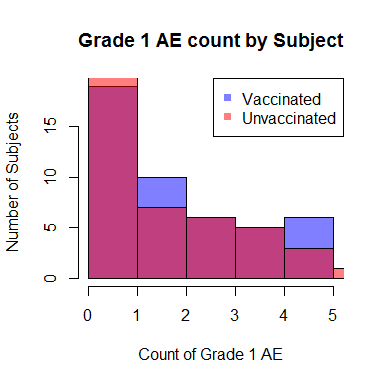 Grade 1 AE count by Subject
Vaccinated
Unvaccinated
Number of Subjects
15
10
5
0
0 1 2 3 4 5
Count of Grade 1 AE